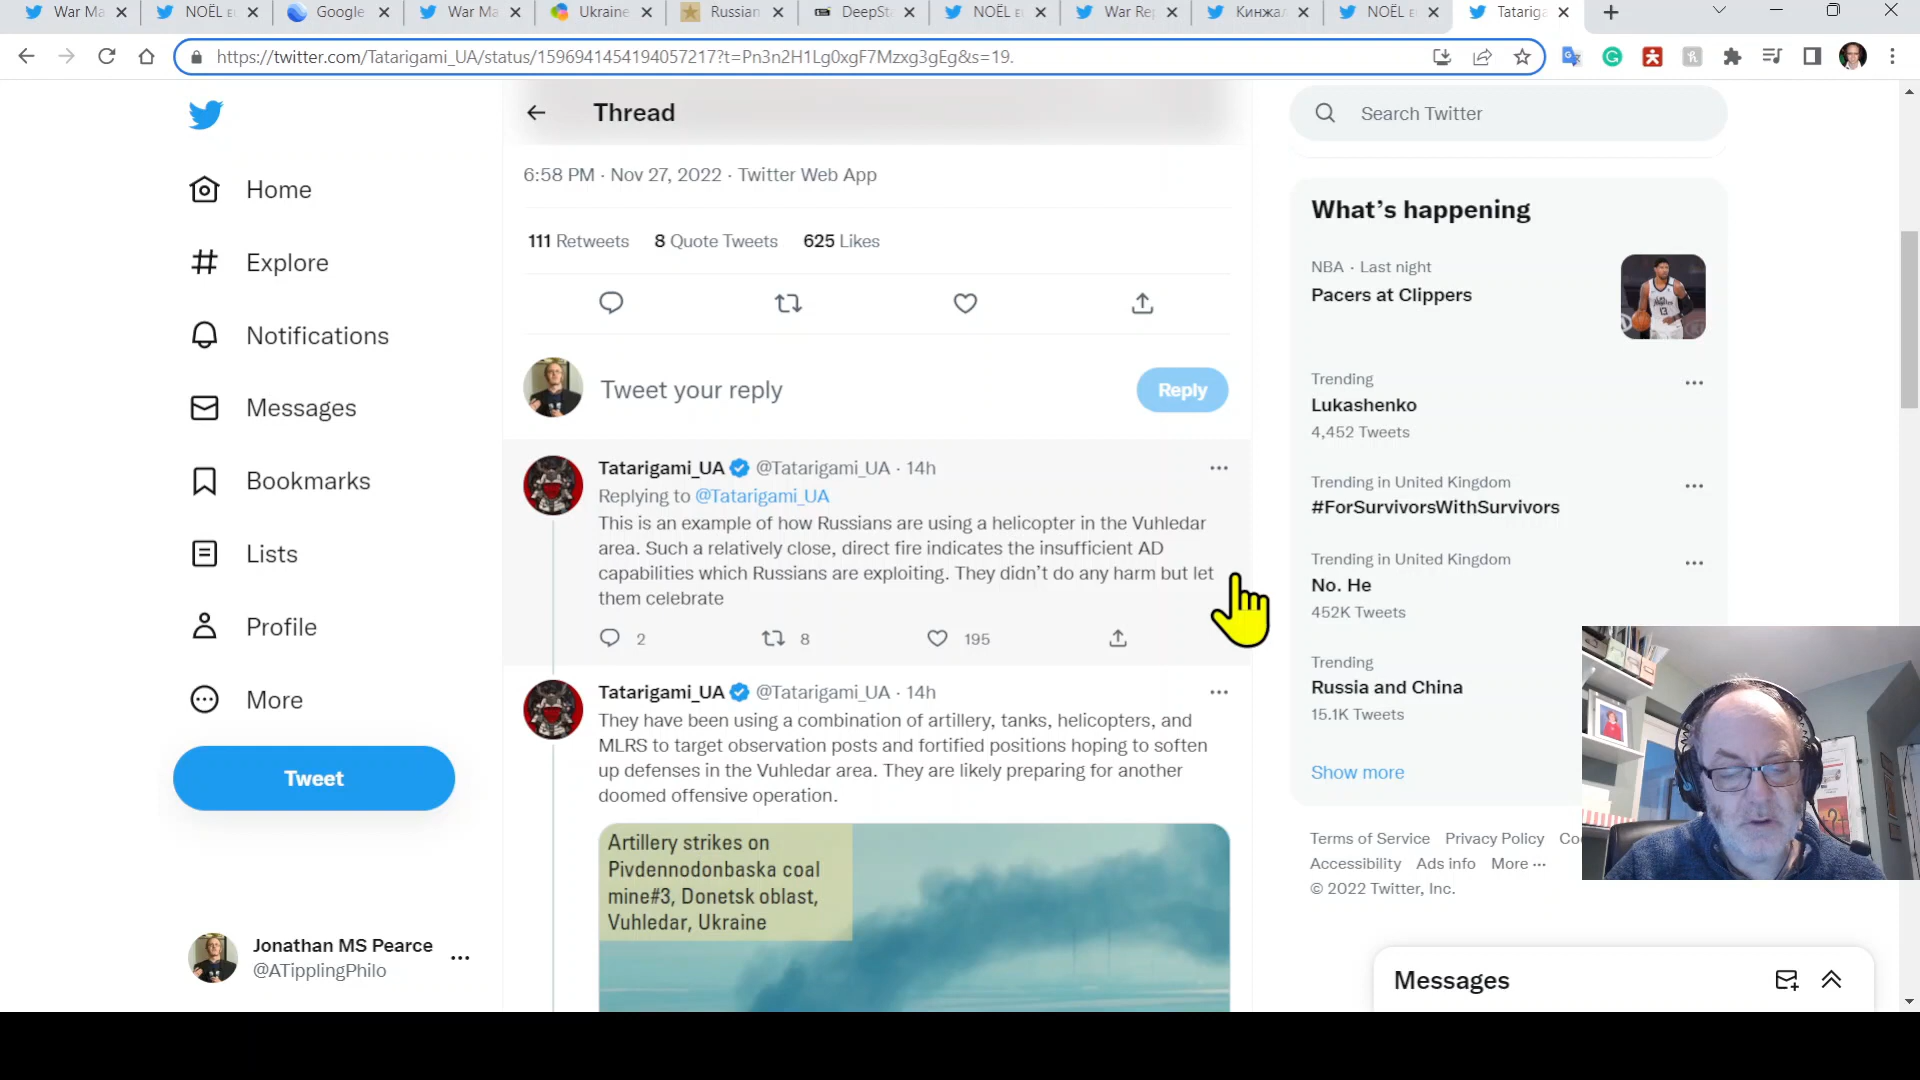 War Ma
NOËL
Google
War Ma
Ukraine
Russian
DeepSt
NOËL
War Rep
Кинжа
NOËL
Tatarig
https://twitter.com/Tatarigami_UA/status/1596941454194057217?t=Pn3n2H1Lg0xgF7Mzxg3gEg&s=19.
Home
Explore
Notifications
Messages
Bookmarks
Lists
Profile
More
Tweet
Jonathan MS Pearce
@ATipplingPhilo
Thread
6:58 PM · Nov 27, 2022 · Twitter Web App
111 Retweets 8 Quote Tweets 625 Likes
Tweet your reply
Reply
Tatarigami_UA @Tatarigami_UA · 14h
Replying to @Tatarigami_UA
This is an example of how Russians are using a helicopter in the Vuhledar
area. Such a relatively close, direct fire indicates the insufficient AD
capabilities which Russians are exploiting. They didn't do any harm but let
them celebrate
2 8 195
Tatarigami_UA @Tatarigami_UA · 14h
They have been using a combination of artillery, tanks, helicopters, and
MLRS to target observation posts and fortified positions hoping to soften
up defenses in the Vuhledar area. They are likely preparing for another
doomed offensive operation.
Artillery strikes on
Pivdennodonbaska coal
mine#3, Donetsk oblast,
Vuhledar, Ukraine
Search Twitter
What's happening
NBA · Last night
Pacers at Clippers
Trending
Lukashenko
4,452 Tweets
Trending in United Kingdom
#ForSurvivorsWithSurvivors
Trending in United Kingdom
No. He
452K Tweets
Trending
Russia and China
15.1K Tweets
Show more
Terms of Service Privacy Policy Co
Accessibility Ads info More
© 2022 Twitter, Inc.
Messages